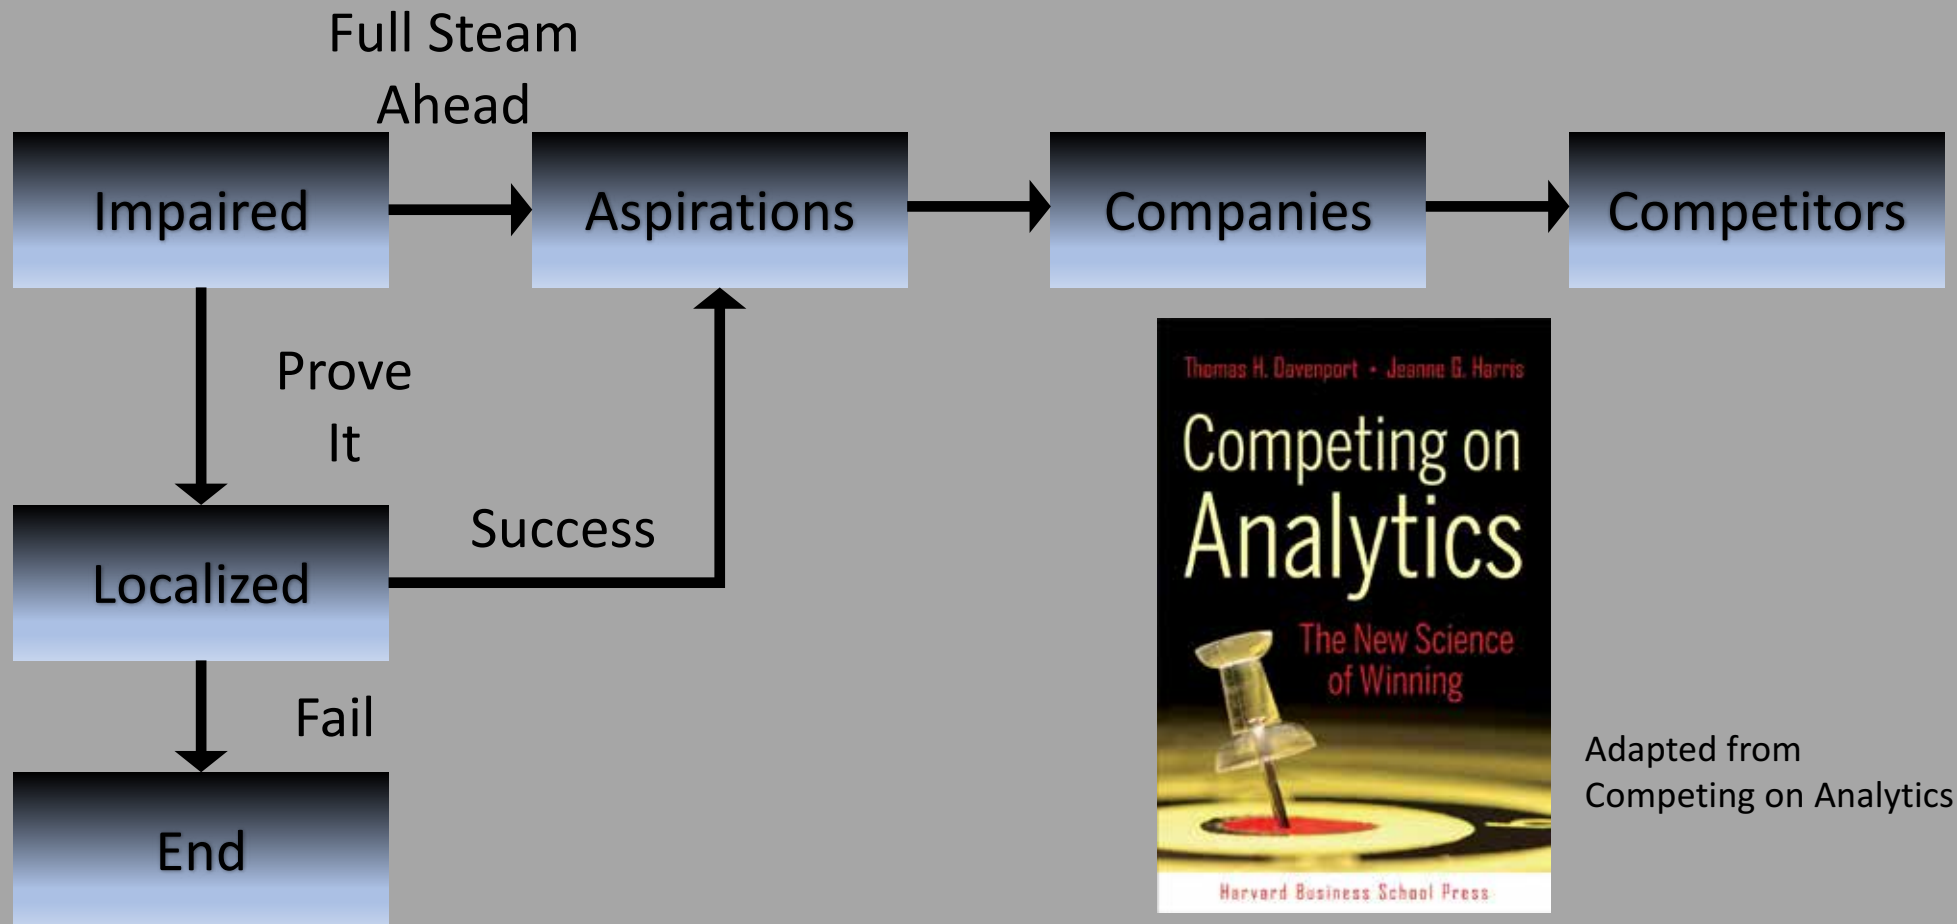 Full Steam
Ahead
Impaired
Aspirations
Companies
Competitors
Prove
It
Success
Localized
Fail
End
Thomas H. Davenport • Jeanne G. Harris
Competing on
Analytics
The New Science
of Winning
Harvard Business School Press
Adapted from
Competing on Analytics